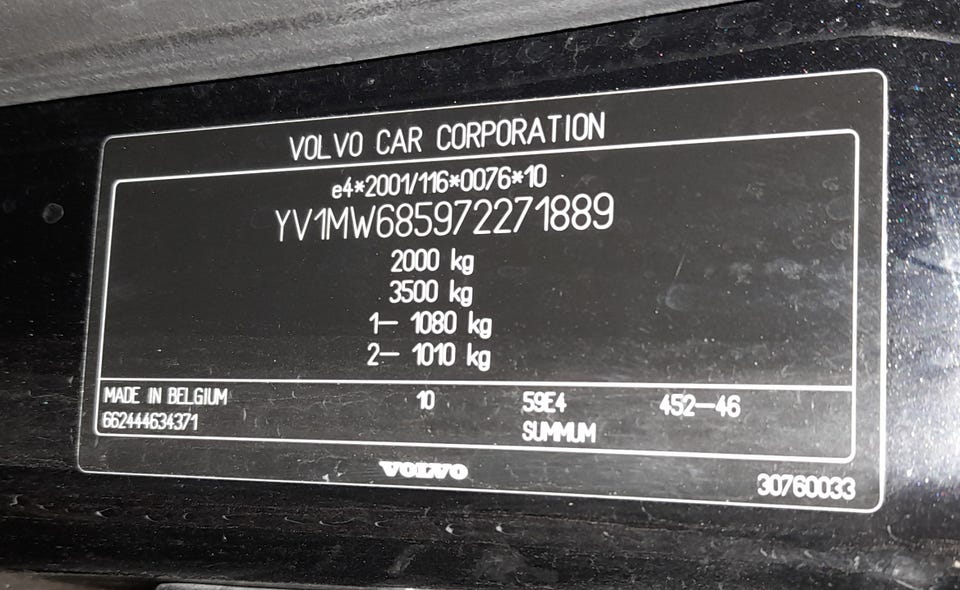 VOLVO CAR CORPORATION
e4*2001/116*0076*10
YV1MW685972271889
2000 kg
3500 kg
1- 1080 kg
2- 1010 kg
MADE IN BELGIUM 10 59E4 452-46
662444634371 SUMMUM
VOLVO
30760033